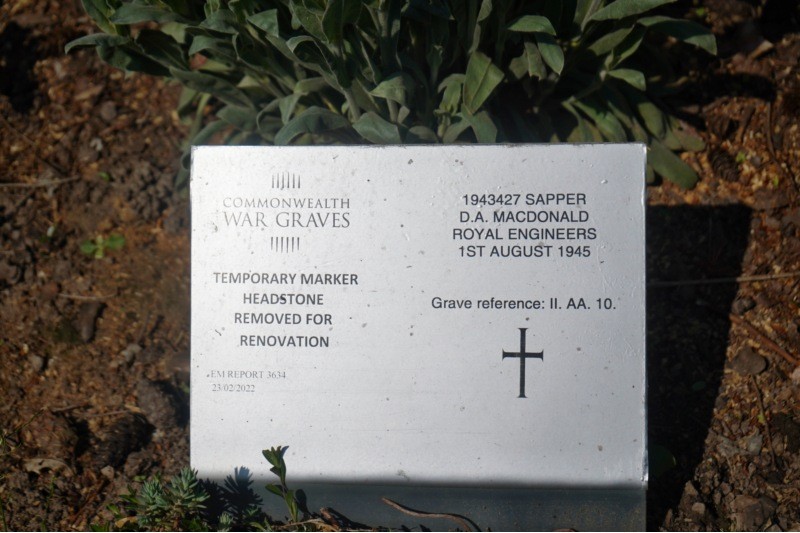 COMMONWEALTH
WAR GRAVES
TEMPORARY MARKER
HEADSTONE
REMOVED FOR
RENOVATION
EM REPORT 3634
23/02/2022
1943427 SAPPER
D.A. MACDONALD
ROYAL ENGINEERS
1ST AUGUST 1945
Grave reference: II. AA. 10.